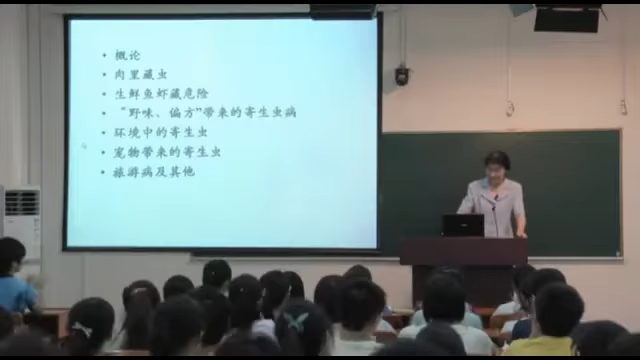 • 概论
• 肉里藏虫
• 生鲜鱼虾藏危险
• “野味、偏方”带来的寄生虫病
• 环境中的寄生虫
• 宠物带来的寄生虫
• 旅游病及其他